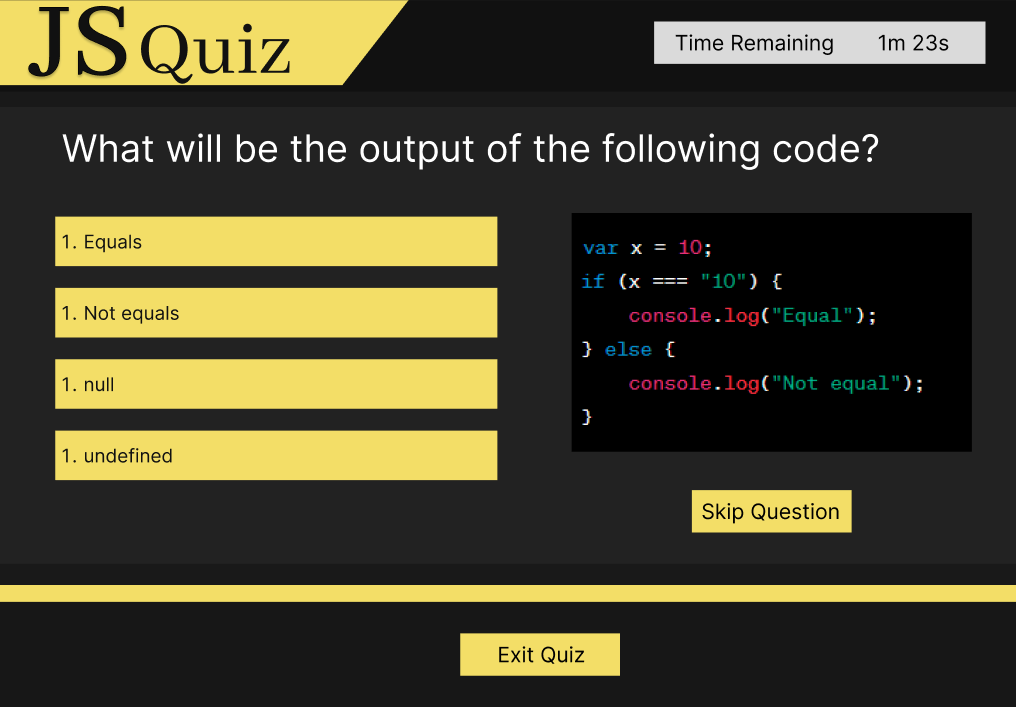 JS Quiz
Time Remaining 1m 23s
What will be the output of the following code?
1. Equals
1. Not equals
1. null
1. undefined
var x = 10;
if (x === "10") {
    console.log("Equal");
} else {
    console.log("Not equal");
}
Skip Question
Exit Quiz